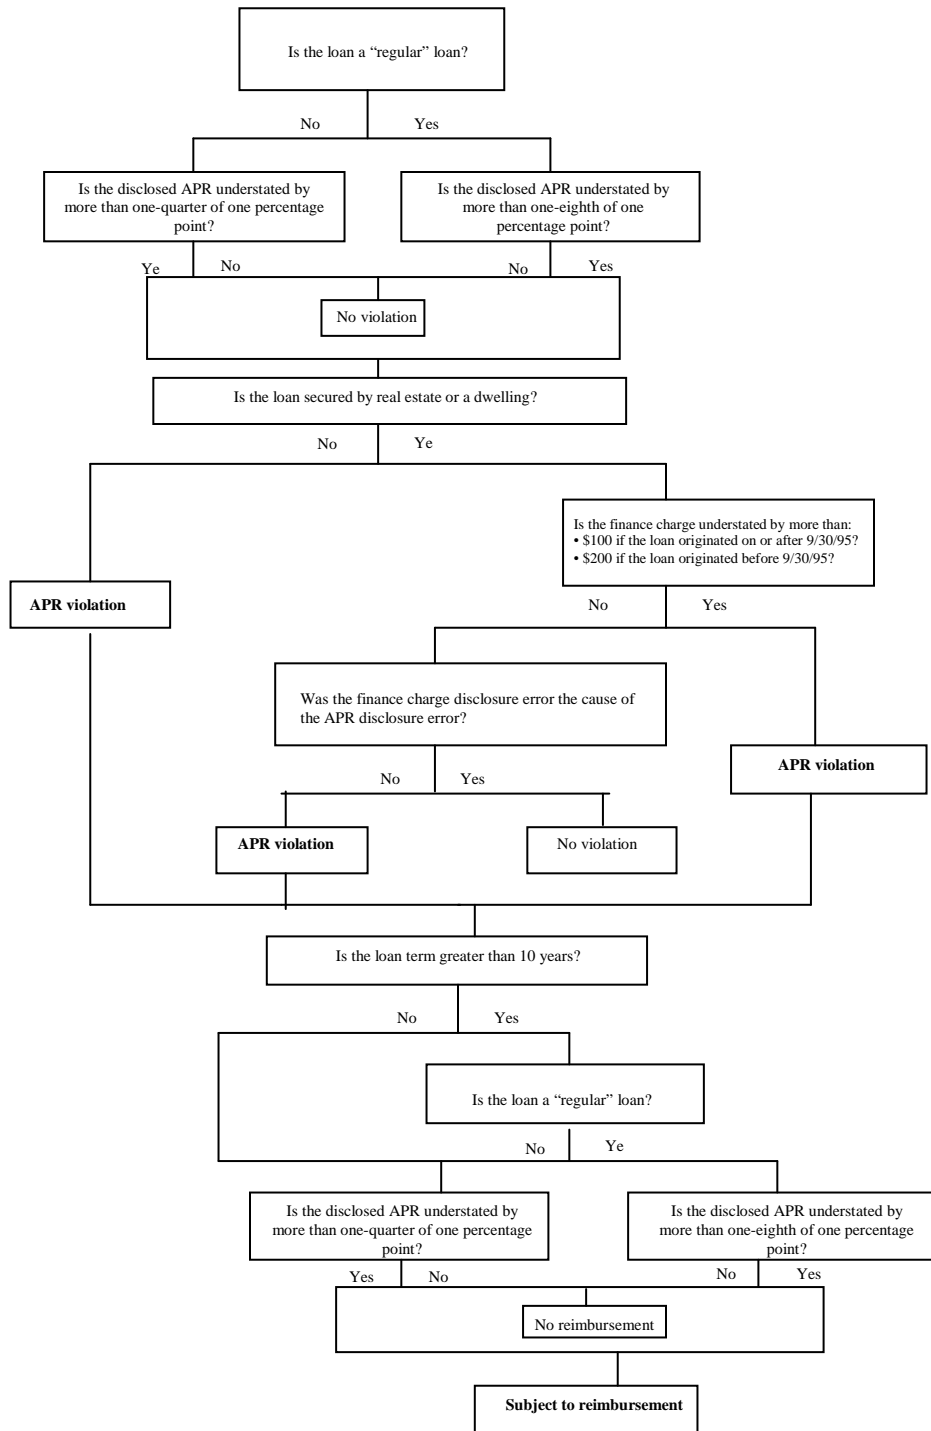 Is the loan a “regular” loan?
No
Yes
Is the disclosed APR understated by
more than one-quarter of one percentage
point?
Is the disclosed APR understated by
more than one-eighth of one
percentage point?
Ye
No
No
Yes
No violation
Is the loan secured by real estate or a dwelling?
No
Ye
Is the finance charge understated by more than:
• $100 if the loan originated on or after 9/30/95?
• $200 if the loan originated before 9/30/95?
APR violation
No
Yes
Was the finance charge disclosure error the cause of
the APR disclosure error?
APR violation
No
Yes
APR violation
No violation
Is the loan term greater than 10 years?
No
Yes
Is the loan a “regular” loan?
No
Ye
Is the disclosed APR understated by
more than one-quarter of one percentage
point?
Is the disclosed APR understated by
more than one-eighth of one percentage
point?
Yes
No
No
Yes
No reimbursement
Subject to reimbursement